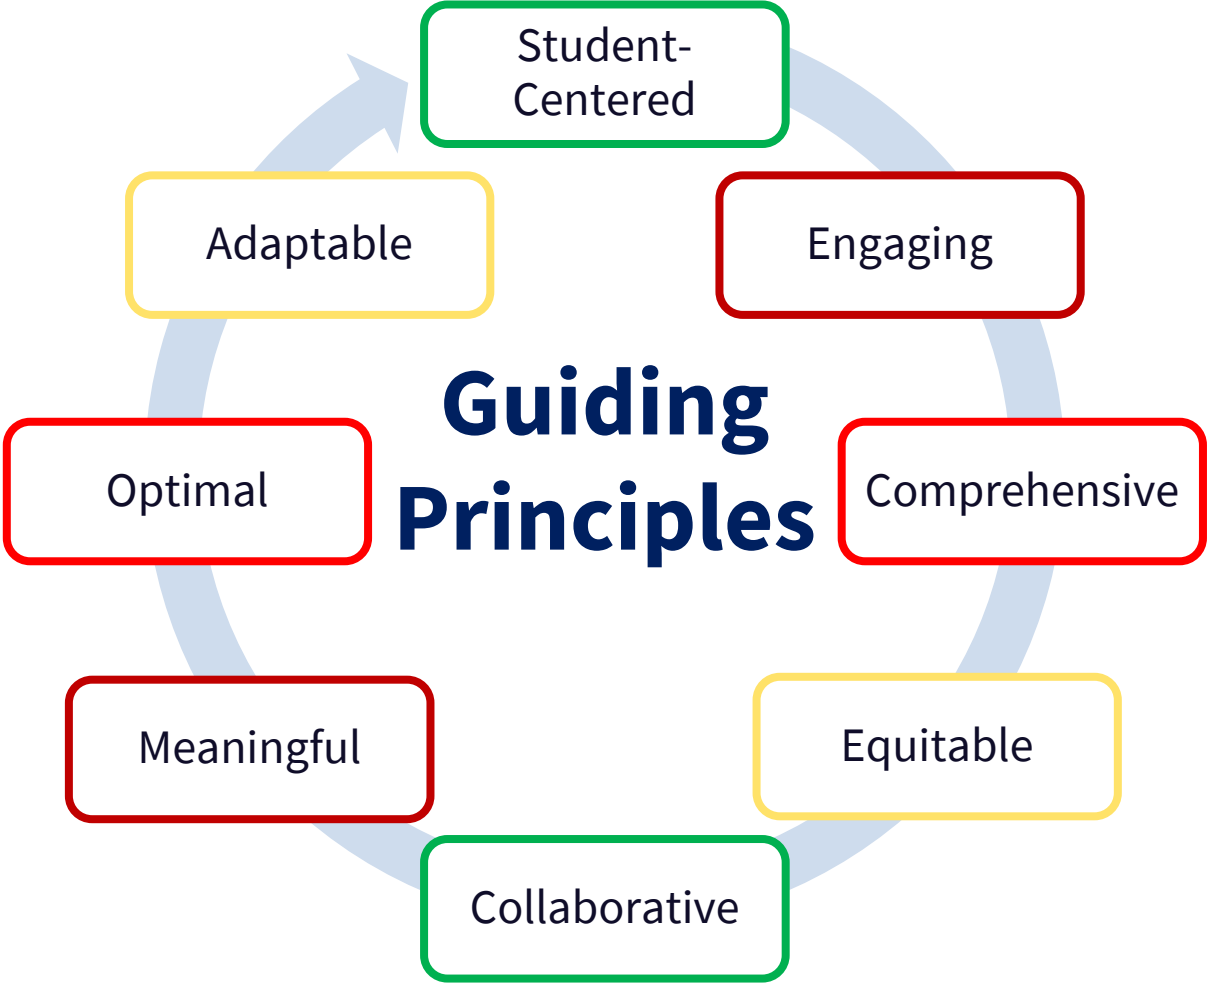 Student-
Centered
Adaptable
Engaging
Guiding
Principles
Optimal
Comprehensive
Meaningful
Equitable
Collaborative